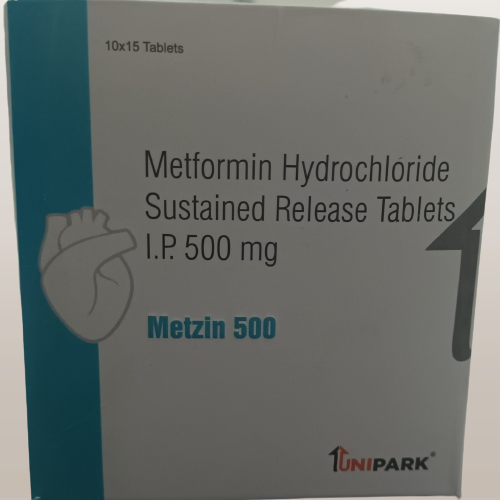 10x15 Tablets
Metformin Hydrochloride
Sustained Release Tablets
I.P. 500 mg
Metzin 500
UNIPARK®